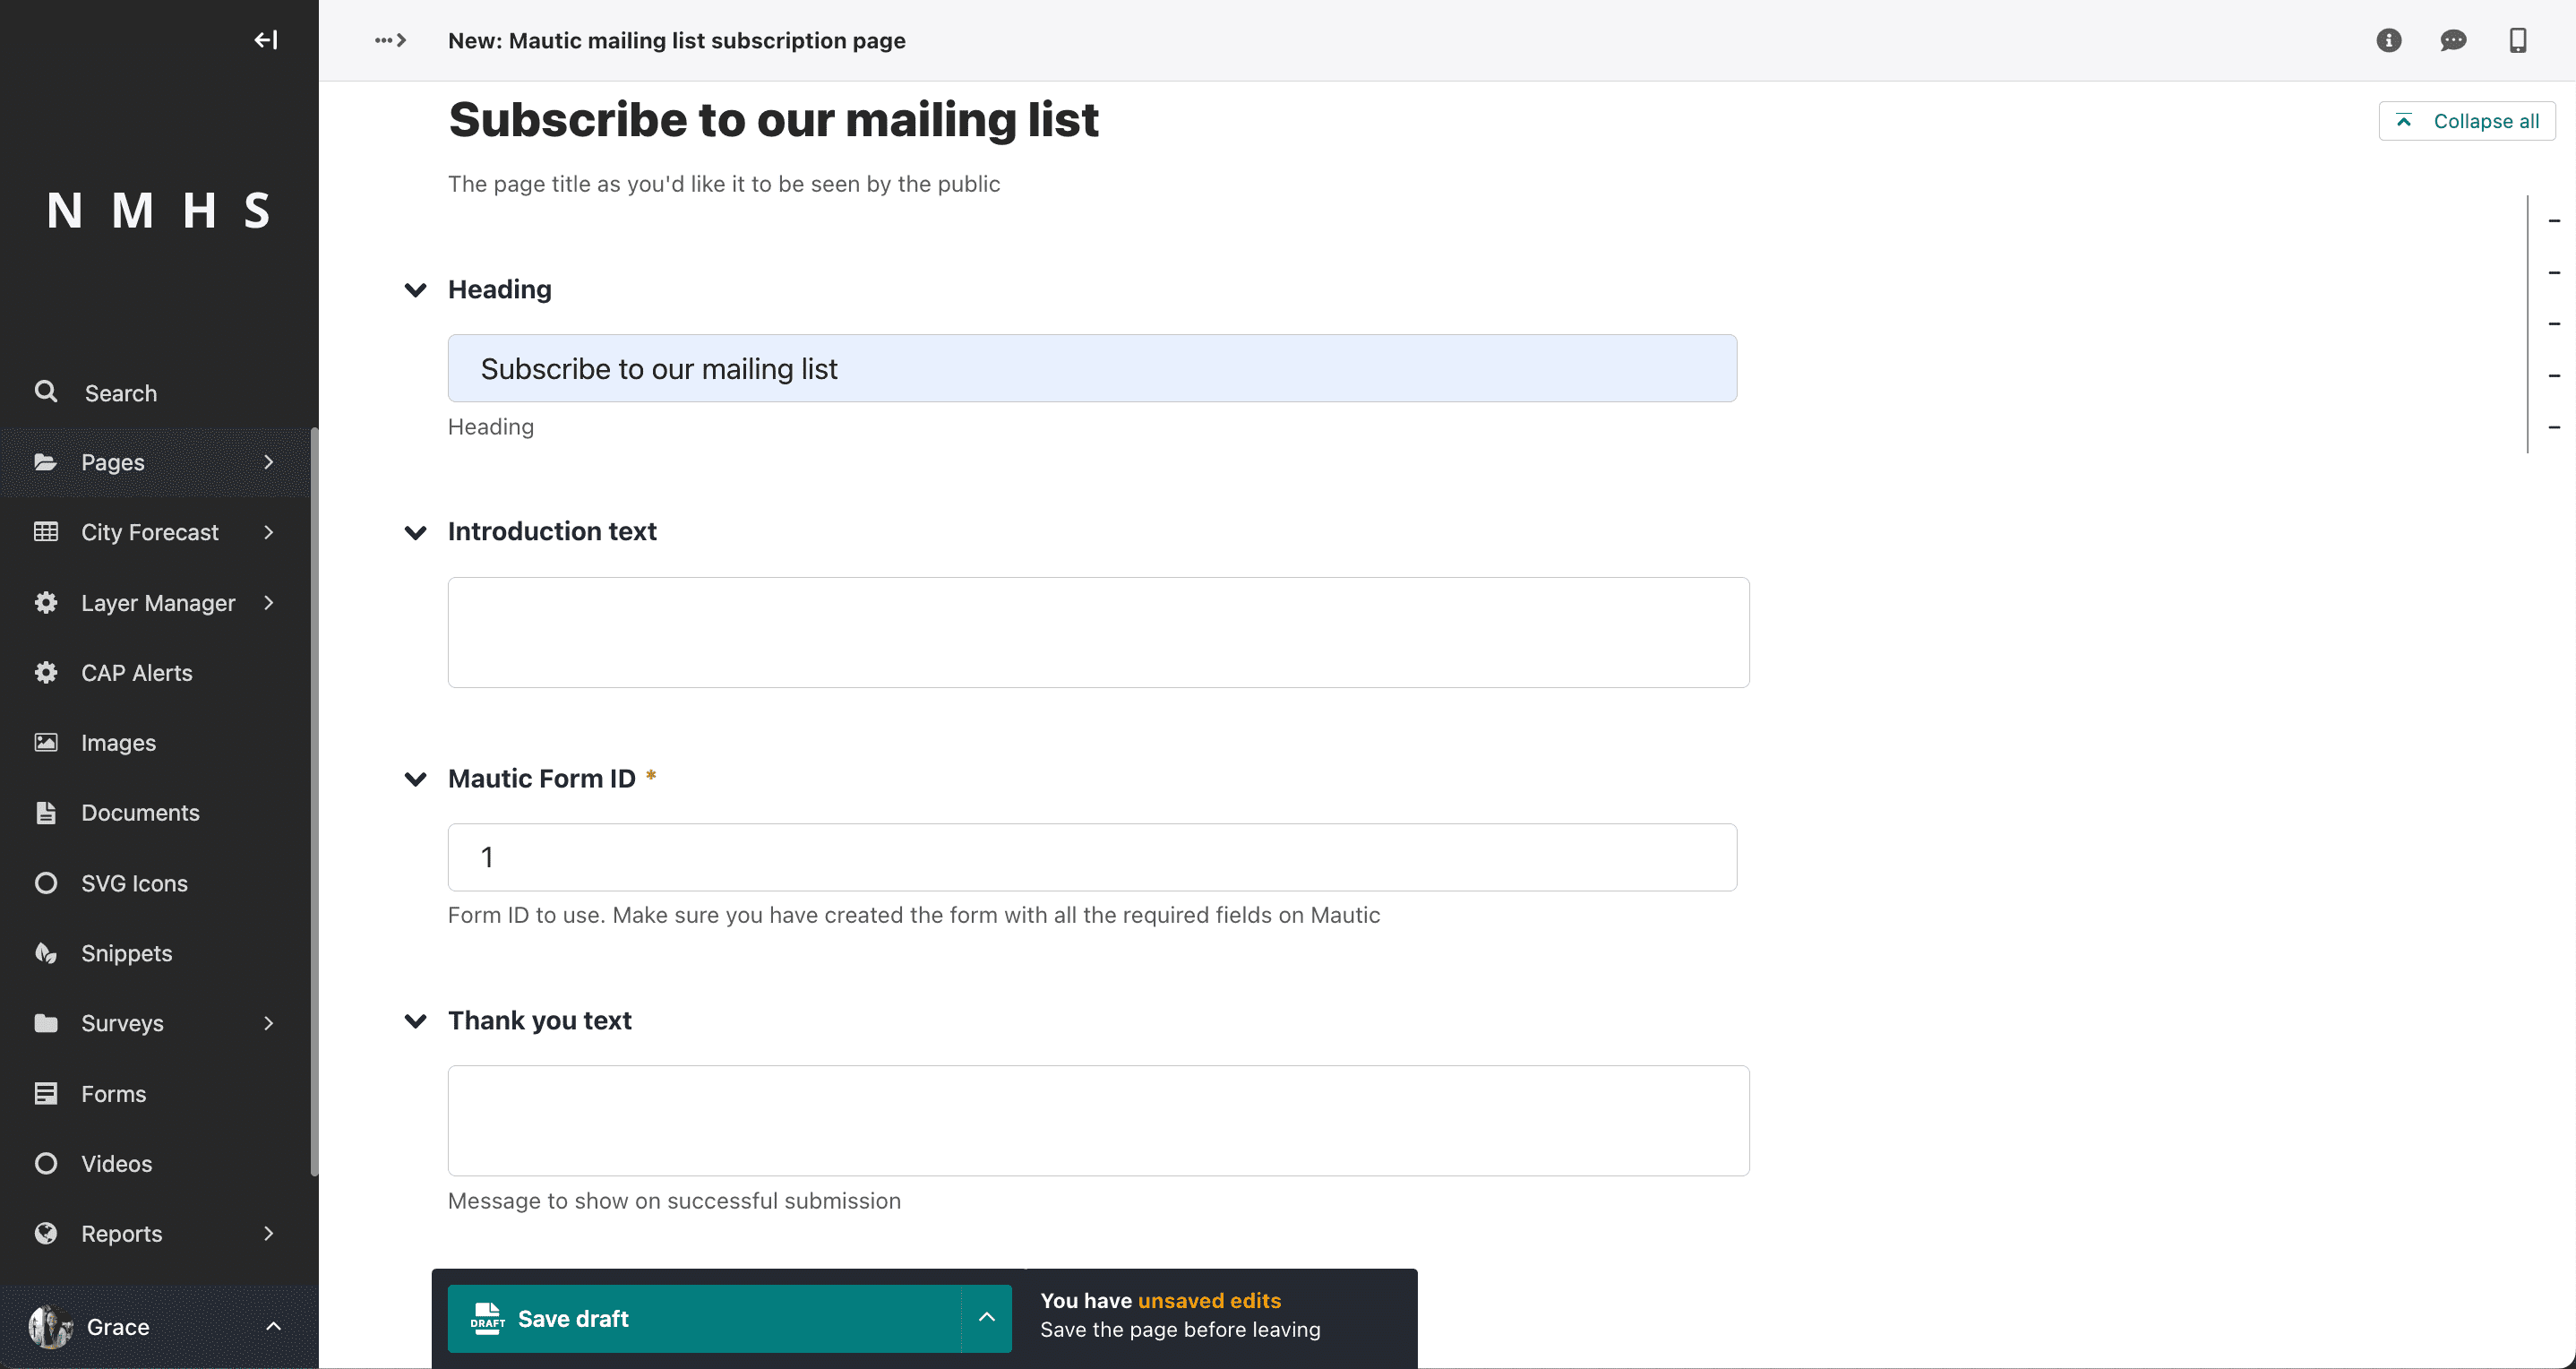 New: Mautic mailing list subscription page
N M H S
Search
Pages
City Forecast
Layer Manager
CAP Alerts
Images
Documents
SVG Icons
Snippets
Surveys
Forms
Videos
Reports
Grace
Subscribe to our mailing list
Collapse all
The page title as you'd like it to be seen by the public
Heading
Subscribe to our mailing list
Heading
Introduction text
Mautic Form ID *
1
Form ID to use. Make sure you have created the form with all the required fields on Mautic
Thank you text
Message to show on successful submission
DRAFT Save draft
You have unsaved edits
Save the page before leaving